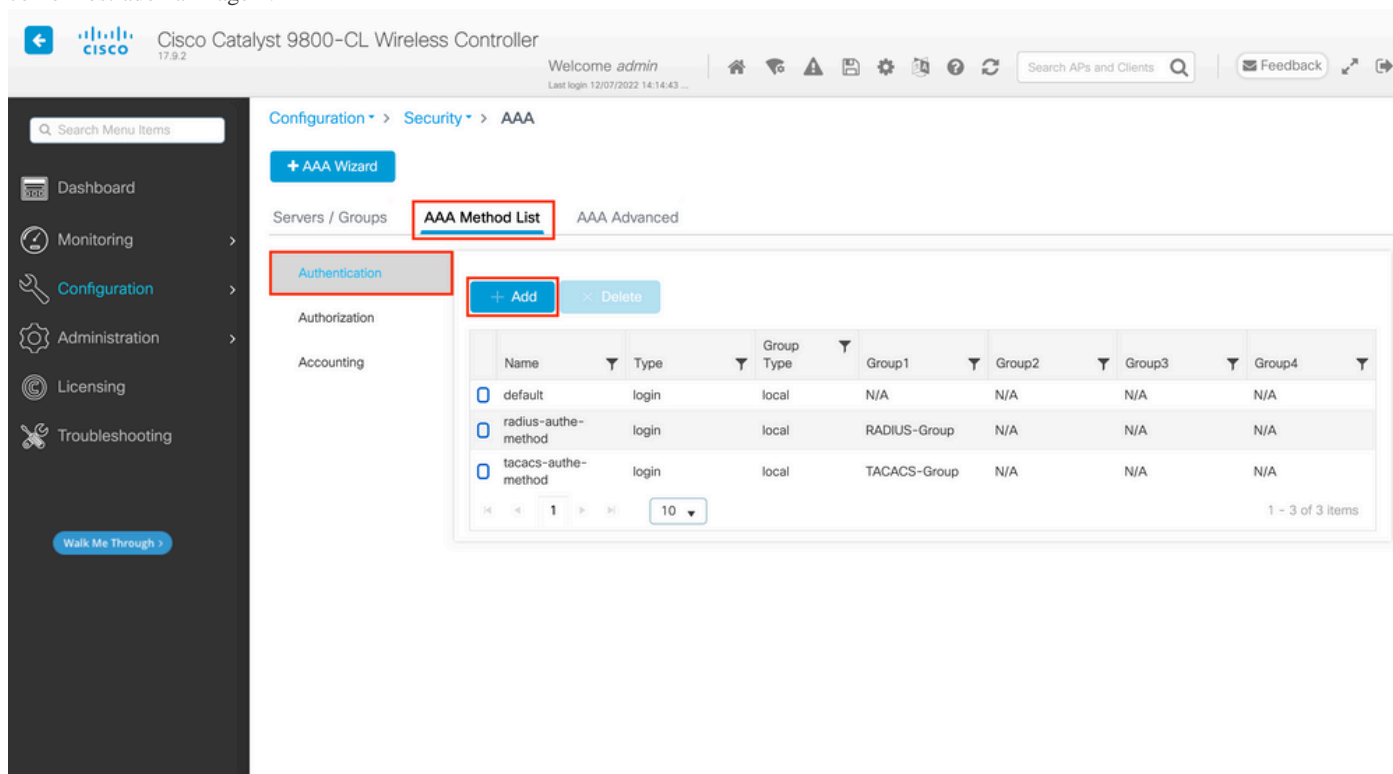 CISCO
Cisco Catalyst 9800-CL Wireless Controller
17.9.2
Welcome admin
Last login 12/07/2022 14:14:43 ...
Search APs and Clients
Feedback
Search Menu Items
Dashboard
Monitoring
Configuration
Administration
Licensing
Troubleshooting
Walk Me Through >
Configuration > Security > AAA
+ AAA Wizard
Servers / Groups AAA Method List AAA Advanced
Authentication
Authorization
Accounting
+ Add × Delete
Name Type Group Type Group1 Group2 Group3 Group4
default login local N/A N/A N/A N/A
radius-authe-method login local RADIUS-Group N/A N/A N/A
tacacs-authe-method login local TACACS-Group N/A N/A N/A
1 10 1 - 3 of 3 items